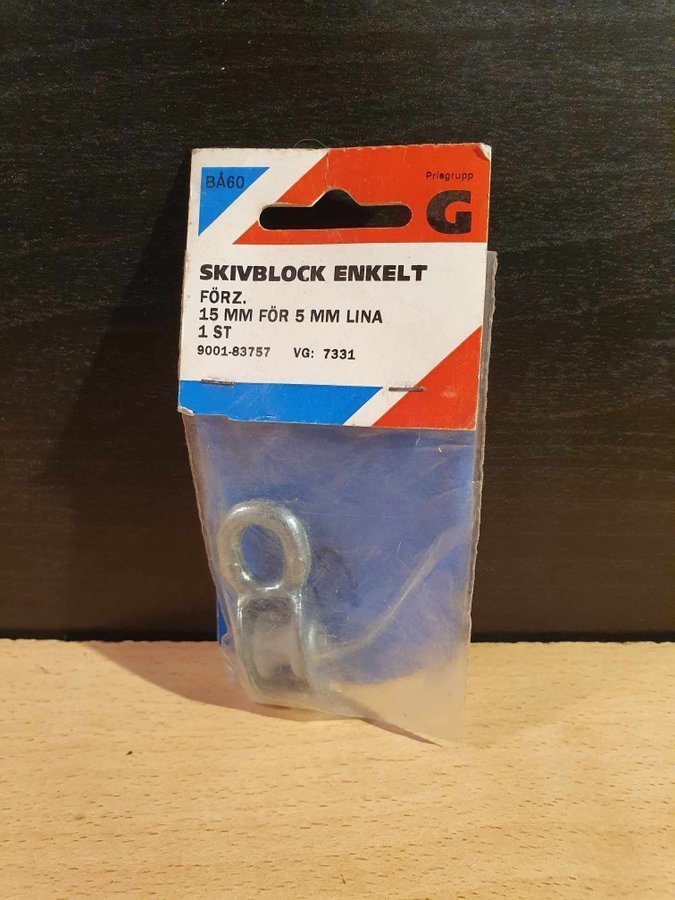 BÅ60
Prisgrupp
G
SKIVBLOCK ENKELT
FÖRZ.
15 MM FÖR 5 MM LINA
1 ST
9001-83757 VG: 7331